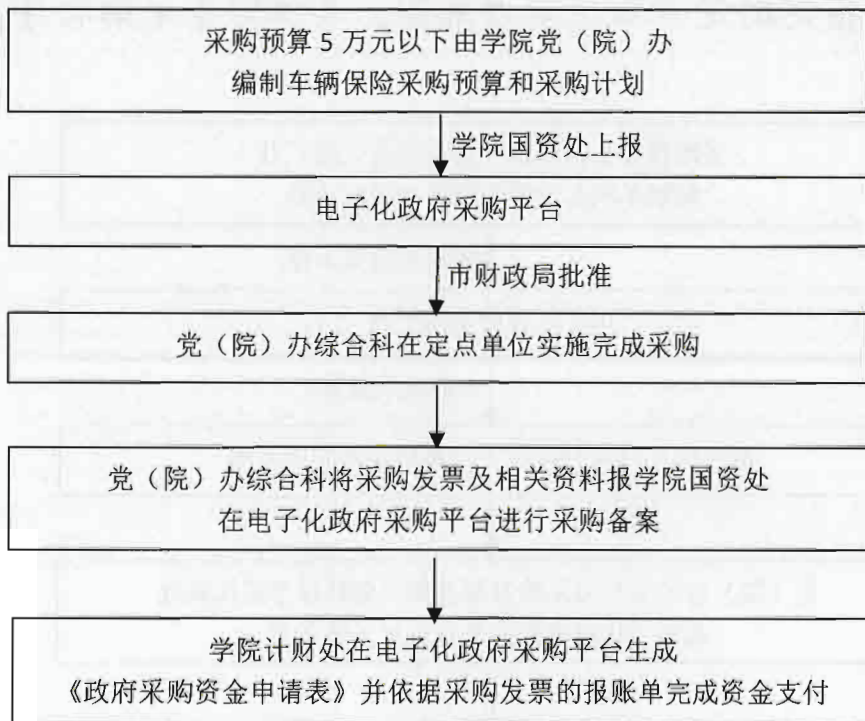 采购预算 5 万元以下由学院党（院）办
编制车辆保险采购预算和采购计划
学院国资处上报
电子化政府采购平台
市财政局批准
党（院）办综合科在定点单位实施完成采购
党（院）办综合科将采购发票及相关资料报学院国资处
在电子化政府采购平台进行采购备案
学院计财处在电子化政府采购平台生成
《政府采购资金申请表》并依据采购发票的报账单完成资金支付